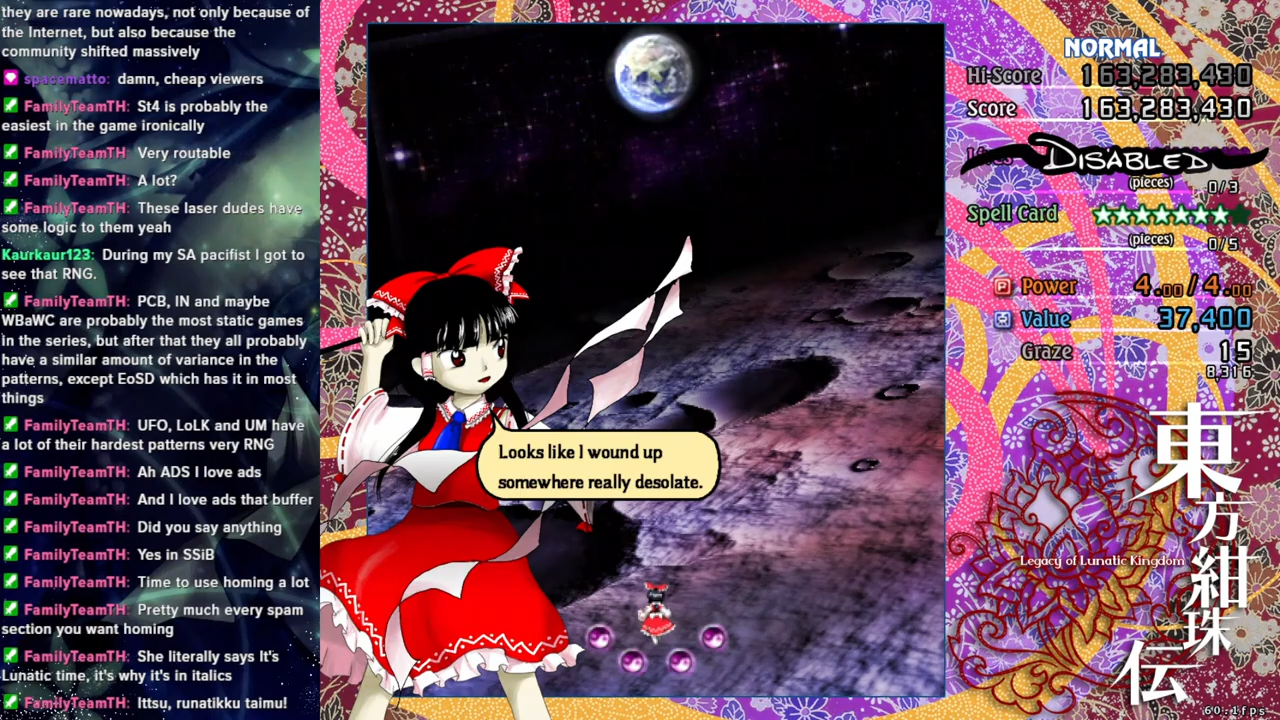 they are rare nowadays, not only because of
the Internet, but also because the
community shifted massively
spacematto: damn, cheap viewers
FamilyTeamTH: St4 is probably the
easiest in the game ironically
FamilyTeamTH: Very routable
FamilyTeamTH: A lot?
FamilyTeamTH: These laser dudes have
some logic to them yeah
Kaurkaur123: During my SA pacifist I got to
see that RNG.
FamilyTeamTH: PCB, IN and maybe
WBaWC are probably the most static games
in the series, but after that they all probably
have a similar amount of variance in the
patterns, except EoSD which has it in most
things
FamilyTeamTH: UFO, LoLK and UM have
a lot of their hardest patterns very RNG
FamilyTeamTH: Ah ADS I love ads
FamilyTeamTH: And I love ads that buffer
FamilyTeamTH: Did you say anything
FamilyTeamTH: Yes in SSiB
FamilyTeamTH: Time to use homing a lot
FamilyTeamTH: Pretty much every spam
section you want homing
FamilyTeamTH: She literally says It's
Lunatic time, it's why it's in italics
FamilyTeamTH: Ittsu, runatikku taimu!
Looks like I wound up
somewhere really desolate.
NORMAL
Hi-Score 163,283,430
Score 163,283,430
DISABLED
(pieces) 0/3
Spell Card
(pieces) 0/5
P Power 4.00/4.00
Value 37,400
Graze 15
8,316
東方紺珠伝
Legacy of Lunatic Kingdom
60.1fps